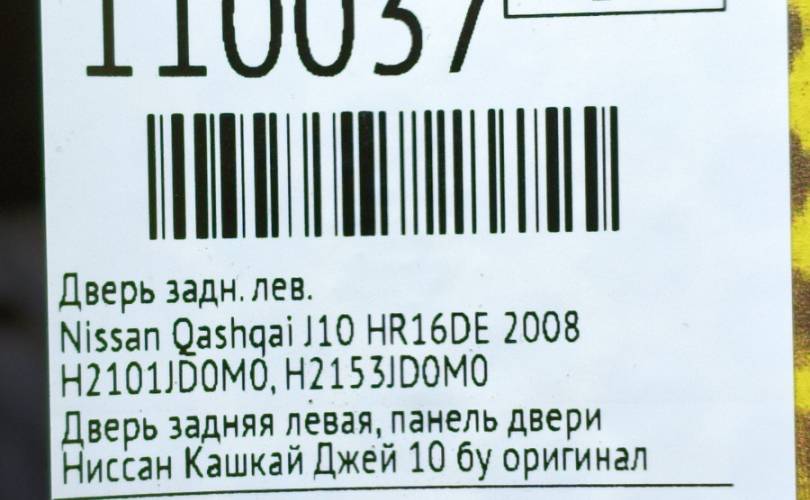 110037
Дверь задн. лев.
Nissan Qashqai J10 HR16DE 2008
H2101JD0M0, H2153JD0M0
Дверь задняя левая, панель двери
Ниссан Кашкай Джей 10 бу оригинал